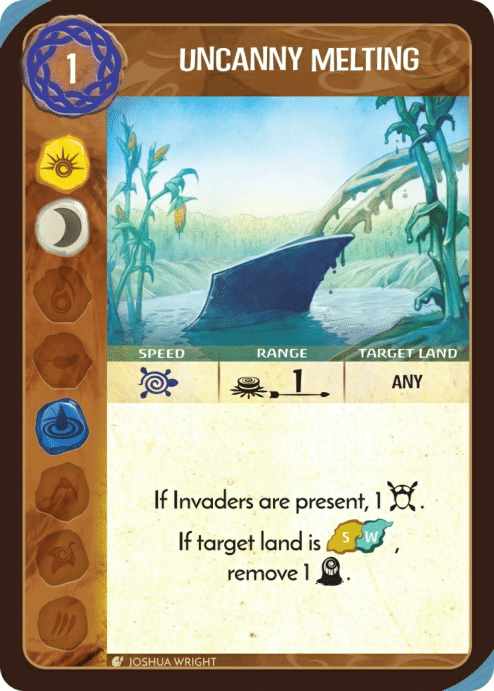 1
UNCANNY MELTING
SPEED RANGE TARGET LAND
1 ANY
If Invaders are present, 1 .
If target land is S W ,
remove 1 .
JOSHUA WRIGHT